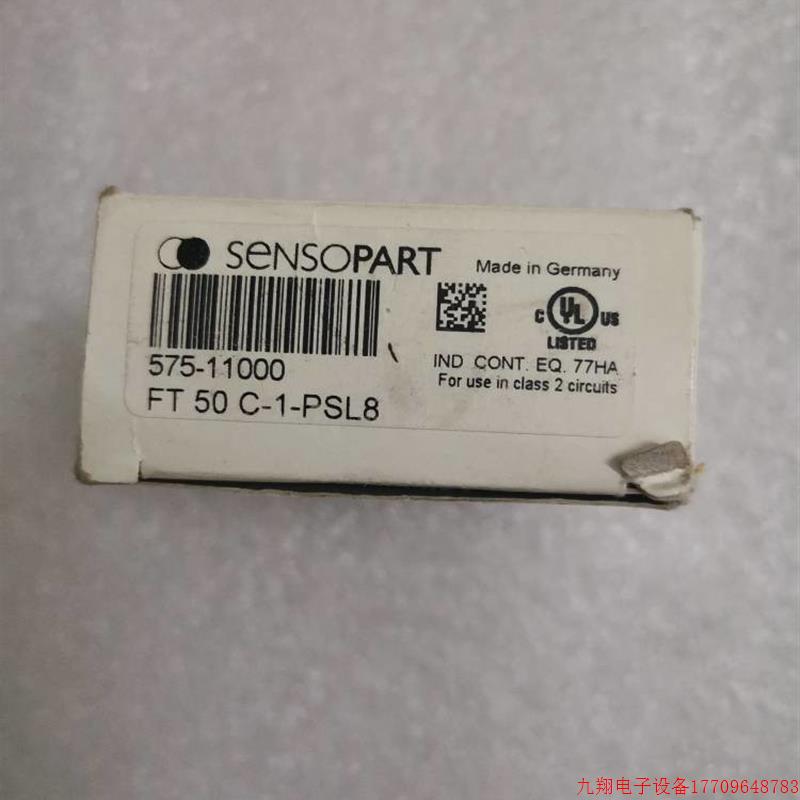 SENSOPART
Made in Germany
C UL US
LISTED
575-11000
IND CONT. EQ. 77HA
For use in class 2 circuits
FT 50 C-1-PSL8
九翔电子设备17709648783